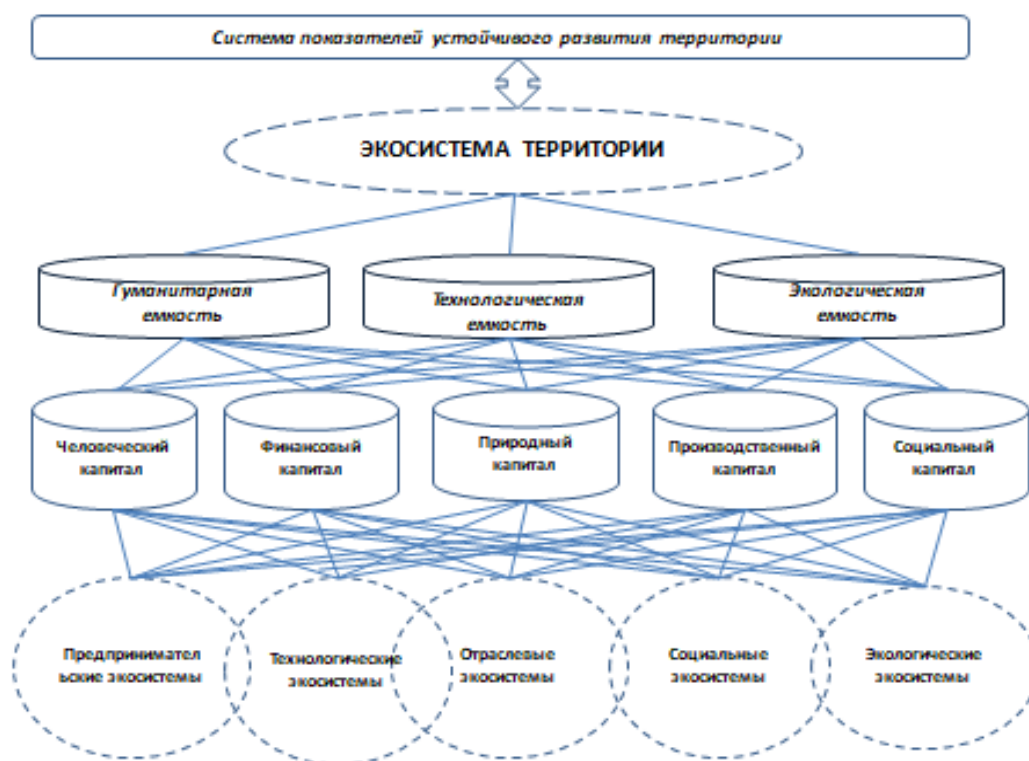 Система показателей устойчивого развития территории
ЭКОСИСТЕМА ТЕРРИТОРИИ
Гуманитарная
емкость
Технологическая
емкость
Экологическая
емкость
Человеческий
капитал
Финансовый
капитал
Природный
капитал
Производственный
капитал
Социальный
капитал
Предпринимател
ьские экосистемы
Технологические
экосистемы
Отраслевые
экосистемы
Социальные
экосистемы
Экологические
экосистемы